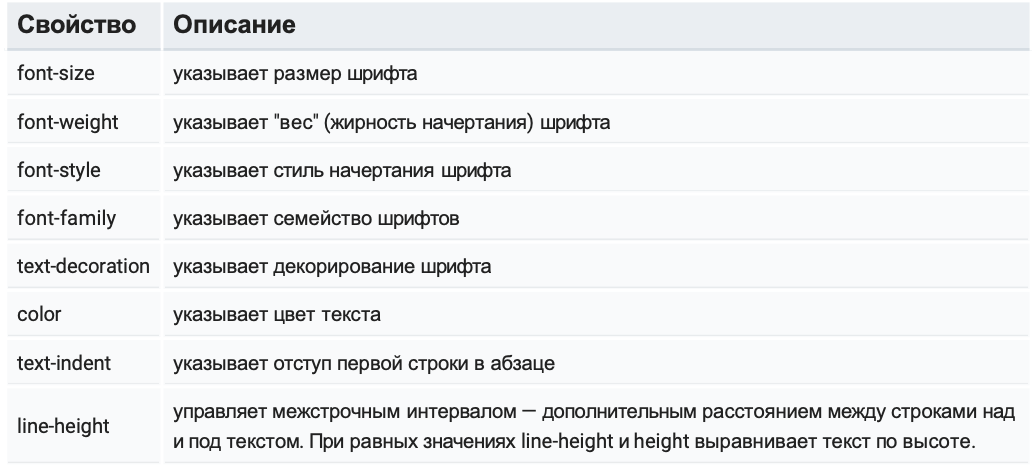 Свойство Описание
font-size указывает размер шрифта
font-weight указывает "вес" (жирность начертания) шрифта
font-style указывает стиль начертания шрифта
font-family указывает семейство шрифтов
text-decoration указывает декорирование шрифта
color указывает цвет текста
text-indent указывает отступ первой строки в абзаце
line-height управляет межстрочным интервалом — дополнительным расстоянием между строками над
и под текстом. При равных значениях line-height и height выравнивает текст по высоте.